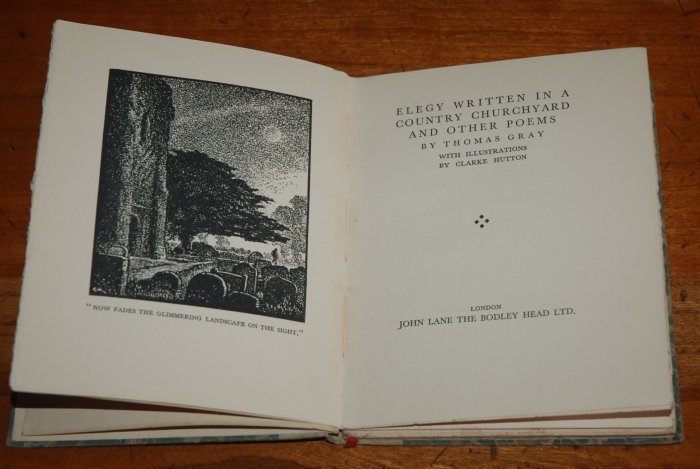 "NOW FADES THE GLIMMERING LANDSCAPE ON THE SIGHT."
ELEGY WRITTEN IN A
COUNTRY CHURCHYARD
AND OTHER POEMS
BY THOMAS GRAY
WITH ILLUSTRATIONS
BY CLARKE HUTTON
LONDON
JOHN LANE THE BODLEY HEAD LTD.